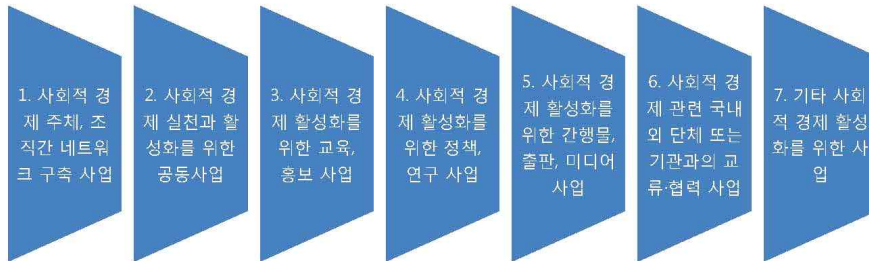 1. 사회적 경
제 주체, 조
직간 네트워
크 구축 사업
2. 사회적 경
제 실천과 활
성화를 위한
공동사업
3. 사회적 경
제 활성화를
위한 교육,
홍보 사업
4. 사회적 경
제 활성화를
위한 정책,
연구 사업
5. 사회적 경
제 활성화를
위한 간행물,
출판, 미디어
사업
6. 사회적 경
제 관련 국내
외 단체 또는
기관과의 교
류·협력 사업
7. 기타 사회
적 경제 활성
화를 위한 사
업